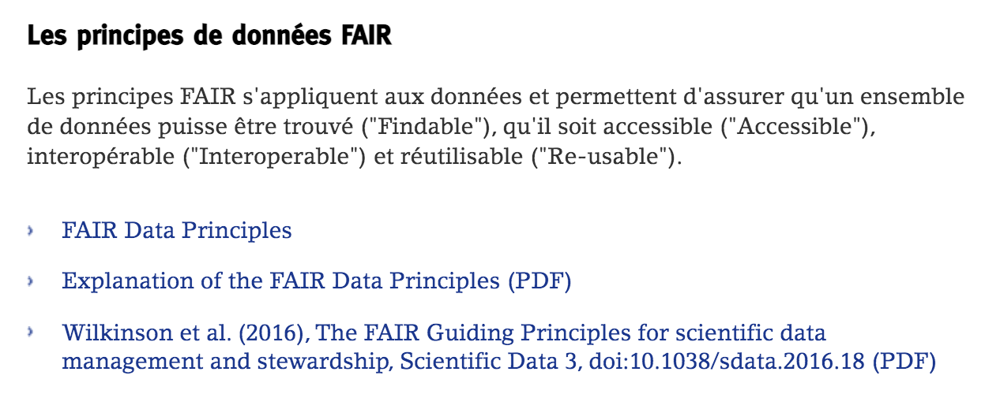 Les principes de données FAIR
Les principes FAIR s'appliquent aux données et permettent d'assurer qu'un ensemble
de données puisse être trouvé ("Findable"), qu'il soit accessible ("Accessible"),
interopérable ("Interoperable") et réutilisable ("Re-usable").
› FAIR Data Principles
› Explanation of the FAIR Data Principles (PDF)
› Wilkinson et al. (2016), The FAIR Guiding Principles for scientific data
management and stewardship, Scientific Data 3, doi:10.1038/sdata.2016.18 (PDF)